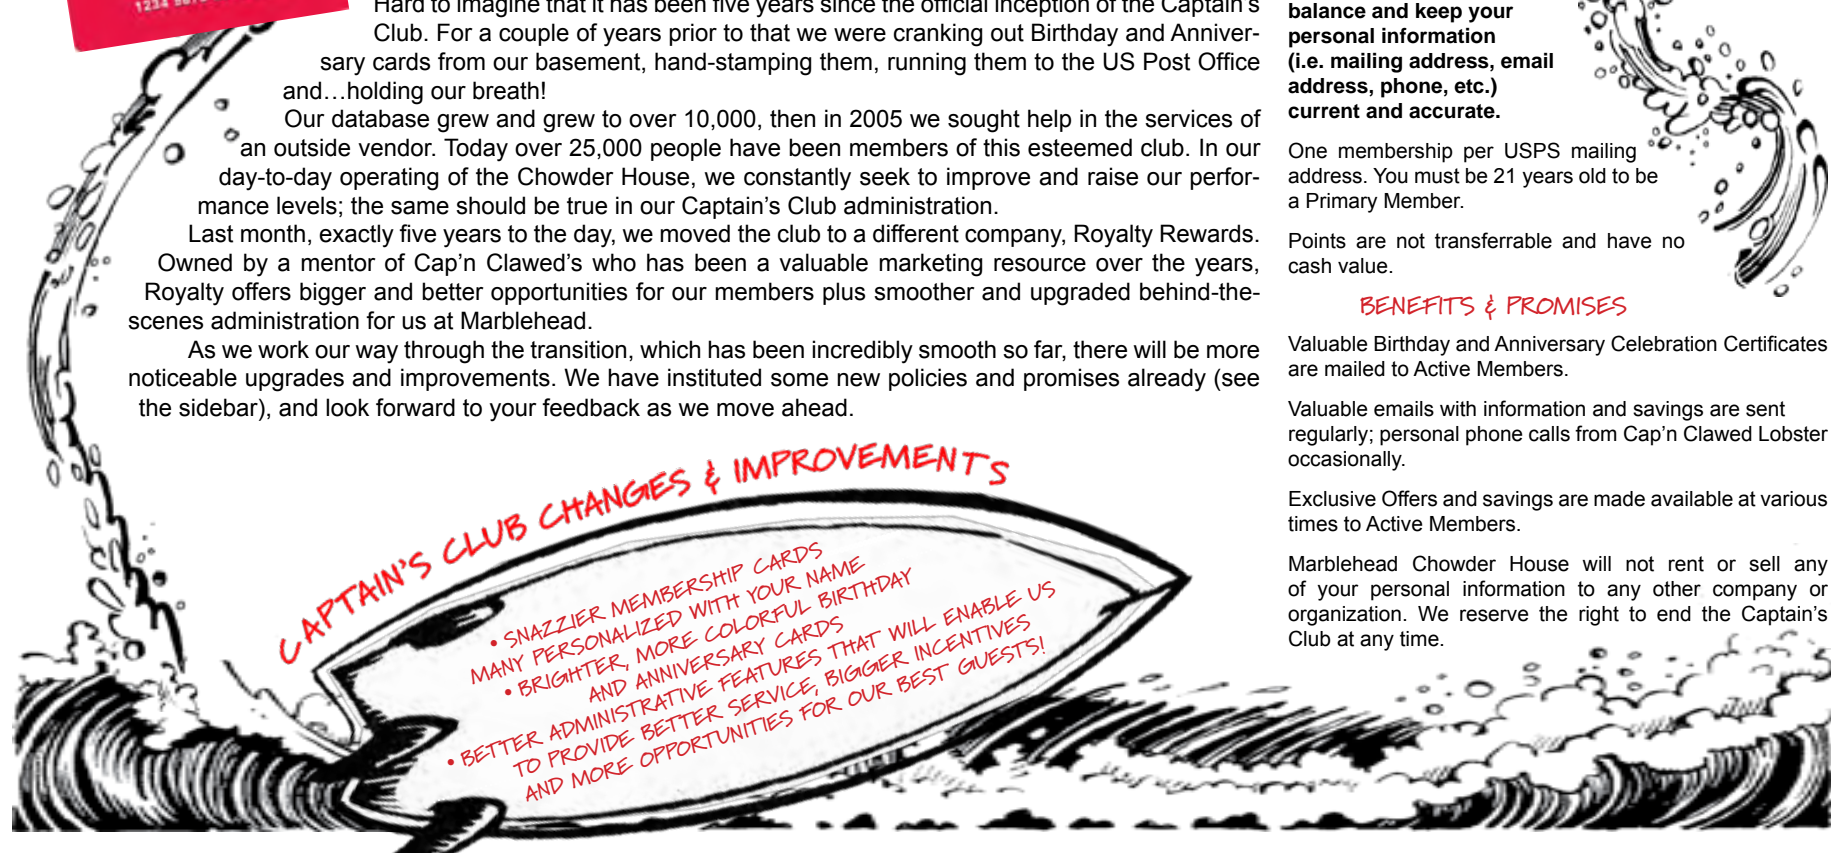 Hard to imagine that it has been five years since the official inception of the Captain's
Club. For a couple of years prior to that we were cranking out Birthday and Anniver-
sary cards from our basement, hand-stamping them, running them to the US Post Office
and…holding our breath!
Our database grew and grew to over 10,000, then in 2005 we sought help in the services of
an outside vendor. Today over 25,000 people have been members of this esteemed club. In our
day-to-day operating of the Chowder House, we constantly seek to improve and raise our perfor-
mance levels; the same should be true in our Captain's Club administration.
Last month, exactly five years to the day, we moved the club to a different company, Royalty Rewards.
Owned by a mentor of Cap'n Clawed's who has been a valuable marketing resource over the years,
Royalty offers bigger and better opportunities for our members plus smoother and upgraded behind-the-
scenes administration for us at Marblehead.
As we work our way through the transition, which has been incredibly smooth so far, there will be more
noticeable upgrades and improvements. We have instituted some new policies and promises already (see
the sidebar), and look forward to your feedback as we move ahead.
CAPTAIN'S CLUB CHANGES & IMPROVEMENTS
• SNAZZIER MEMBERSHIP CARDS
MANY PERSONALIZED WITH YOUR NAME
• BRIGHTER, MORE COLORFUL BIRTHDAY
AND ANNIVERSARY CARDS
• BETTER ADMINISTRATIVE FEATURES THAT WILL ENABLE US
TO PROVIDE BETTER SERVICE, BIGGER INCENTIVES
AND MORE OPPORTUNITIES FOR OUR BEST GUESTS!
balance and keep your
personal information
(i.e. mailing address, email
address, phone, etc.)
current and accurate.
One membership per USPS mailing
address. You must be 21 years old to be
a Primary Member.
Points are not transferrable and have no
cash value.
BENEFITS & PROMISES
Valuable Birthday and Anniversary Celebration Certificates
are mailed to Active Members.
Valuable emails with information and savings are sent
regularly; personal phone calls from Cap'n Clawed Lobster
occasionally.
Exclusive Offers and savings are made available at various
times to Active Members.
Marblehead Chowder House will not rent or sell any
of your personal information to any other company or
organization. We reserve the right to end the Captain's
Club at any time.